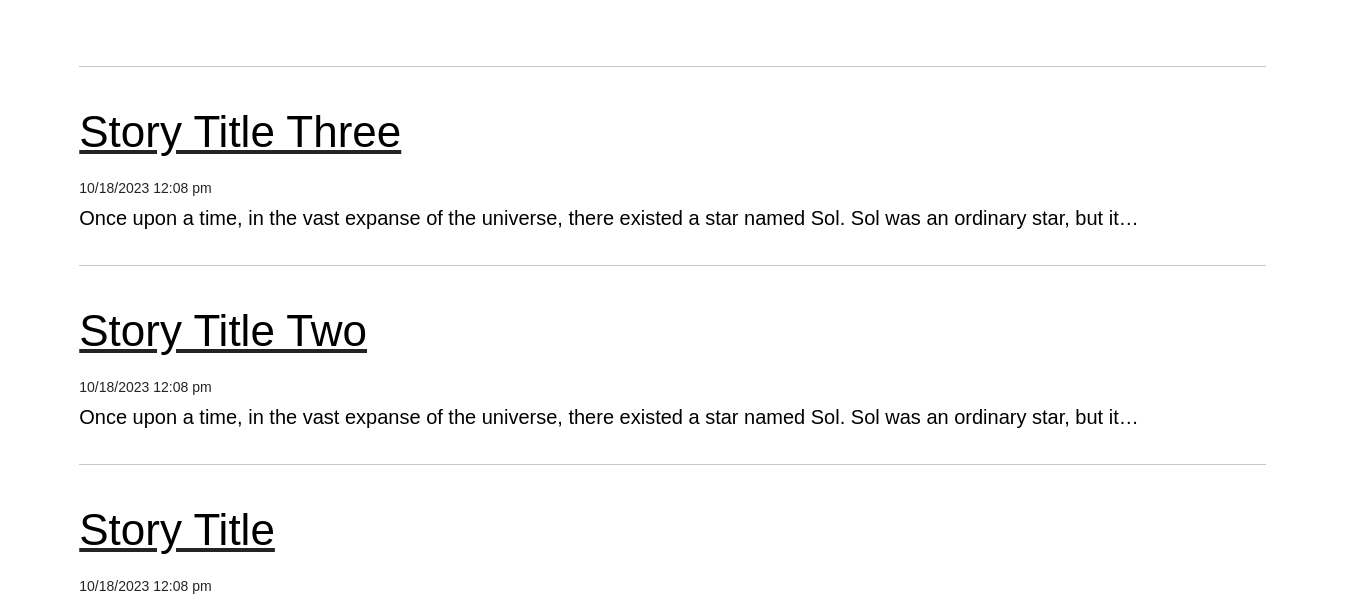 Story Title Three
10/18/2023 12:08 pm
Once upon a time, in the vast expanse of the universe, there existed a star named Sol. Sol was an ordinary star, but it…
Story Title Two
10/18/2023 12:08 pm
Once upon a time, in the vast expanse of the universe, there existed a star named Sol. Sol was an ordinary star, but it…
Story Title
10/18/2023 12:08 pm